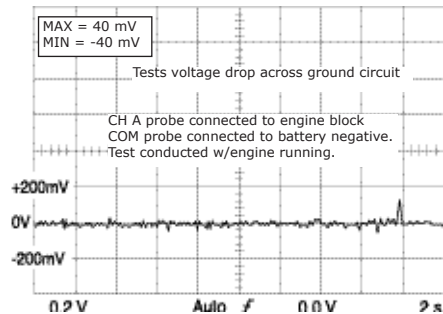 MAX = 40 mV
MIN = -40 mV
Tests voltage drop across ground circuit
CH A probe connected to engine block
COM probe connected to battery negative.
Test conducted w/engine running.
+200mV
0V
-200mV
0.2 V Auto 0.0 V 2 s